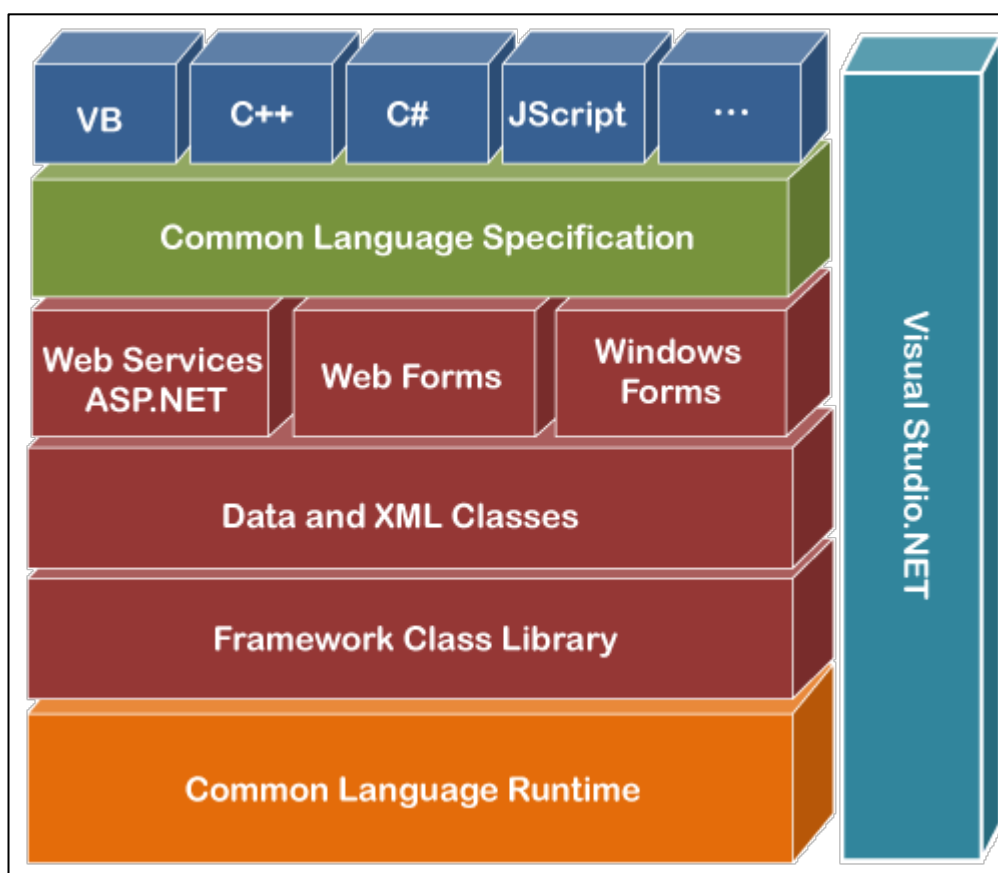 VB
C++
C#
JScript
...
Common Language Specification
Web Services
ASP.NET
Web Forms
Windows
Forms
Data and XML Classes
Framework Class Library
Common Language Runtime
Visual Studio.NET